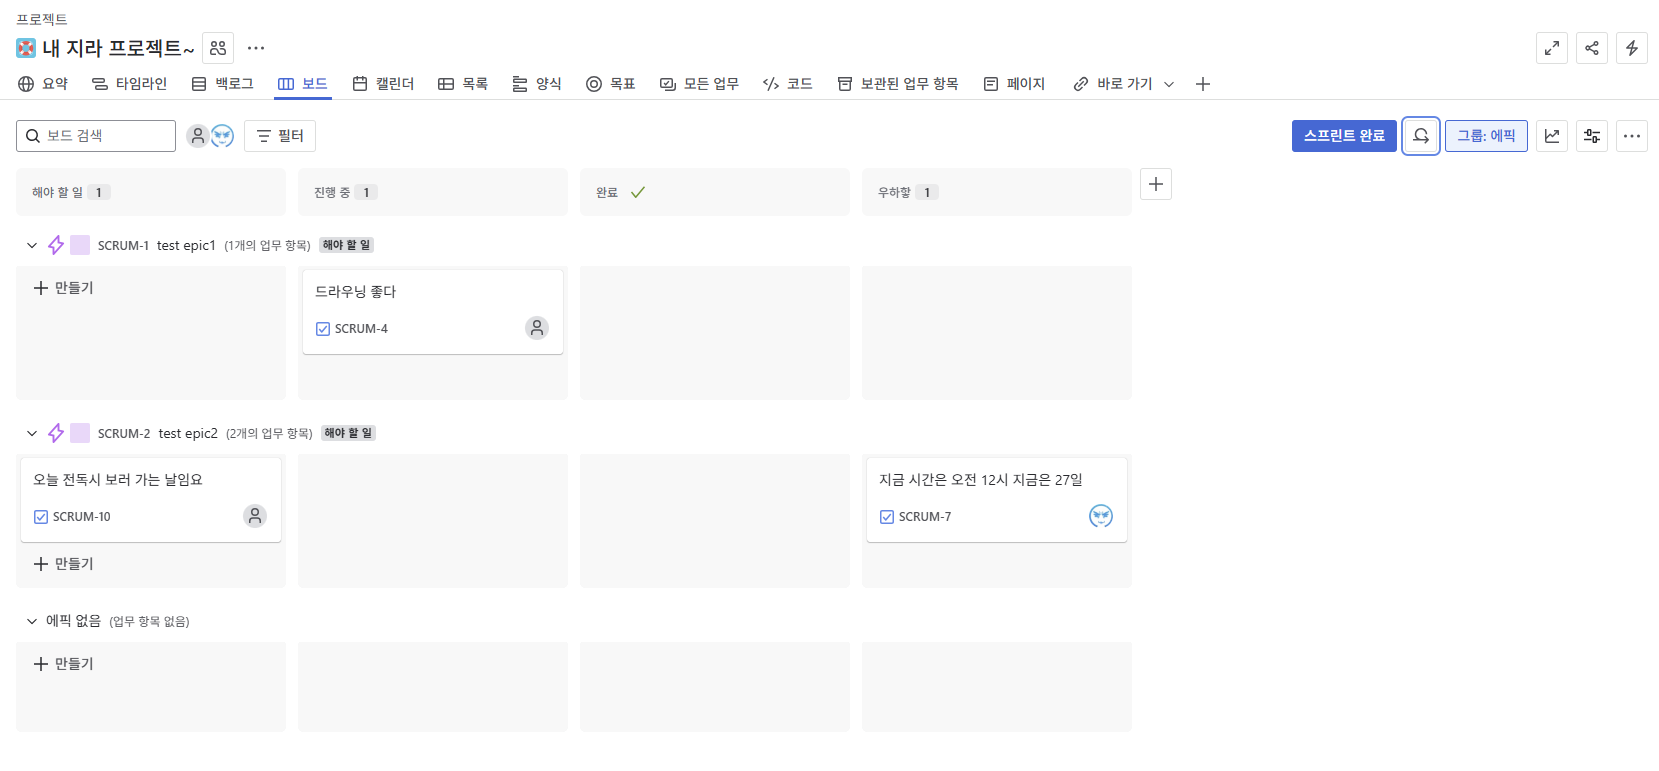 프로젝트
내 지라 프로젝트~
요약 타임라인 백로그 보드 캘린더 목록 양식 목표 모든 업무 코드 보관된 업무 항목 페이지 바로 가기
보드 검색 필터 스프린트 완료 그룹: 에픽
해야 할 일 1 진행 중 1 완료 우하핳 1
SCRUM-1 test epic1 (1개의 업무 항목) 해야 할 일
만들기 드라우닝 좋다
SCRUM-4
SCRUM-2 test epic2 (2개의 업무 항목) 해야 할 일
오늘 전독시 보러 가는 날임요 지금 시간은 오전 12시 지금은 27일
SCRUM-10 SCRUM-7
만들기
에픽 없음 (업무 항목 없음)
만들기